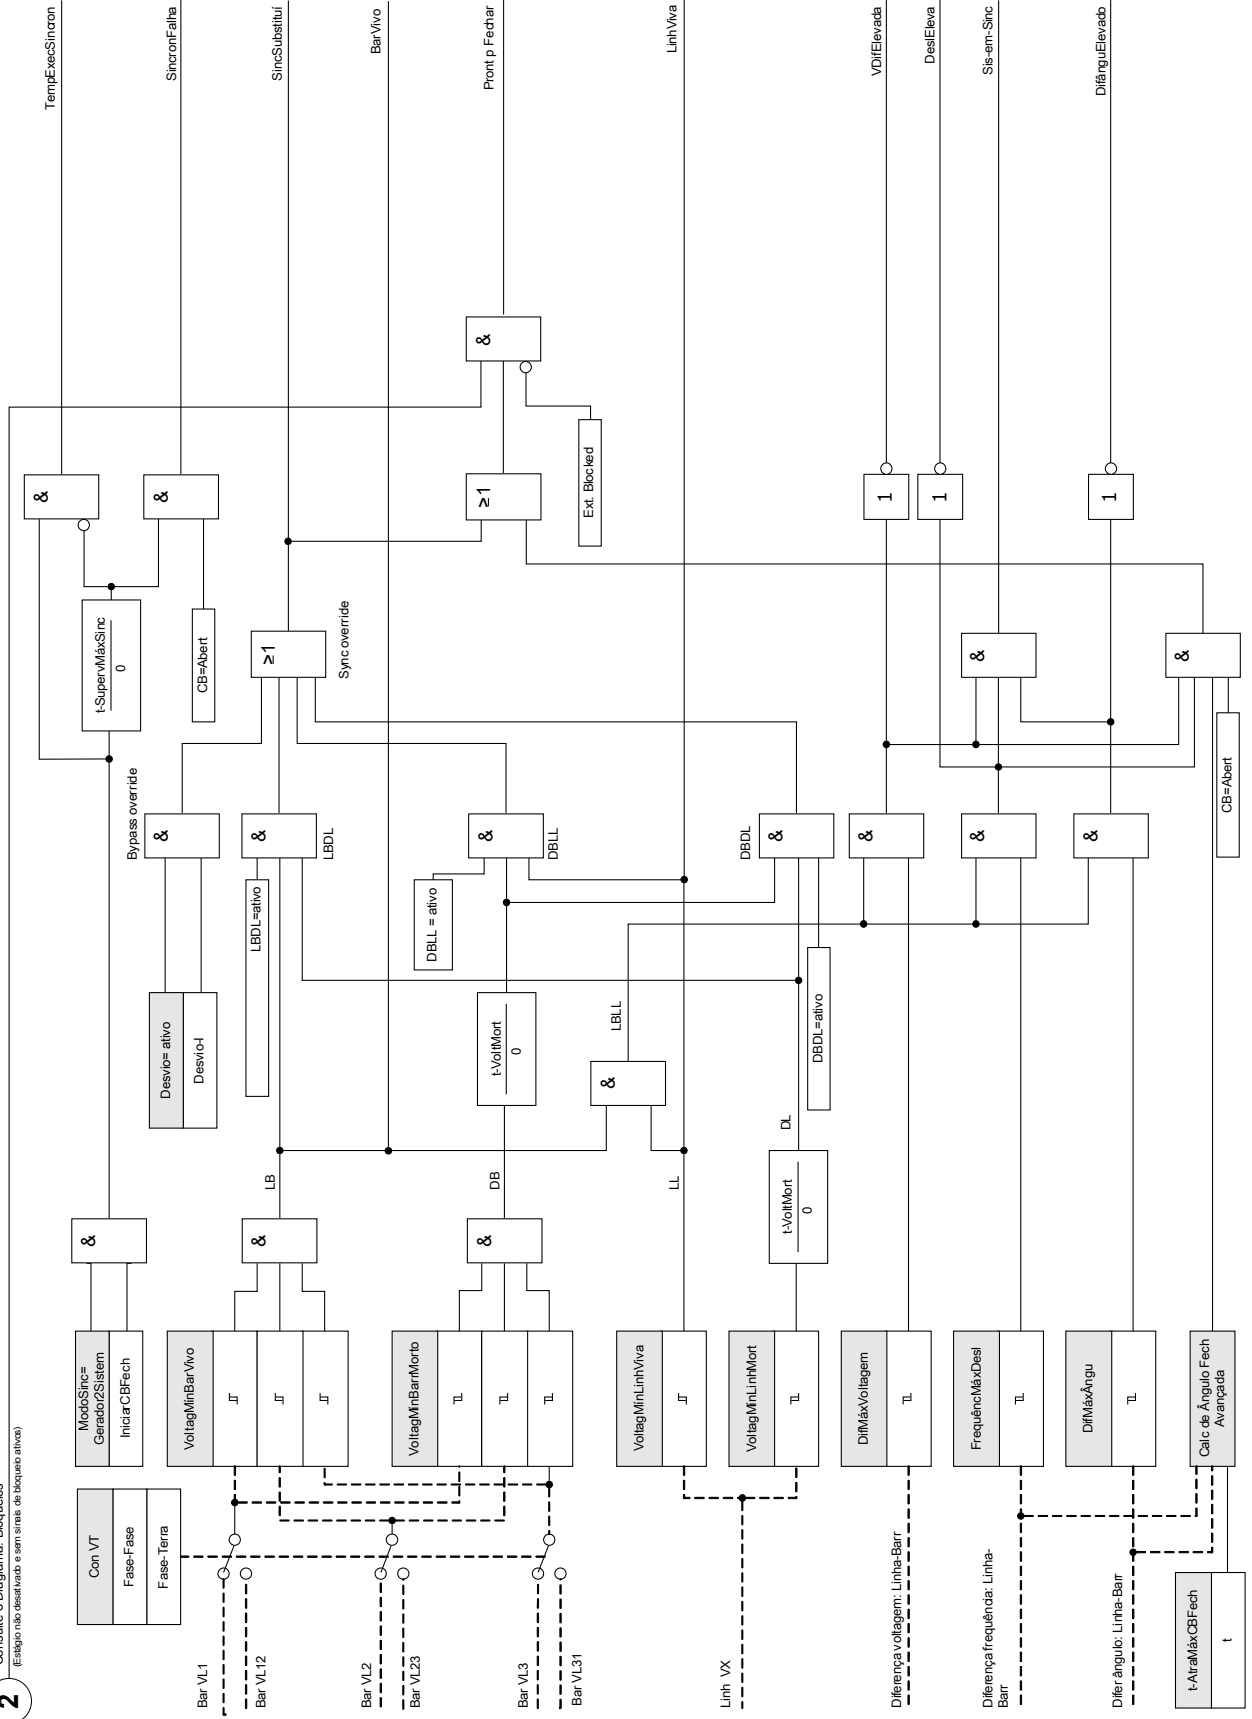 2
(Estágio não desativado e sem sinais de bloqueio ativos)
TempExecSincron
SincronFalha
SincSubstituí
BarVivo
Pront p Fechar
LinhViva
VDifElevada
DeslEleva
Sis-em-Sinc
DifânguElevado
&
&
&
≥1
Ext. Blocked
1
1
1
t-SupervMáxSinc
0
CB=Abert
≥1
Sync override
&
&
CB=Abert
Bypass override
&
&
LBDL
LBDL=ativo
&
DBLL
DBLL = ativo
&
DBDL
DBDL=ativo
&
&
&
Desvio= ativo
Desvio-I
t-VoltMort
0
LBLL
&
LB
DB
LL
DL
t-VoltMort
0
&
&
&
ModoSinc=
Gerador2Sistem
IniciarCBFech
VoltagMínBarVivo
VoltagMínBarrMorto
VoltagMínLinhViva
VoltagMínLinhMort
DifMáxVoltagem
FrequêncMáxDesl
DifMáxÂngu
Calc de Ângulo Fech
Avançada
Con VT
Fase-Fase
Fase-Terra
Bar VL1
Bar VL12
Bar VL2
Bar VL23
Bar VL3
Bar VL31
Linh VX
Diferença voltagem: Linha-Barr
Diferença frequência: Linha-
Barr
Difer ângulo: Linha-Barr
t-AtraMáxCBFech
t